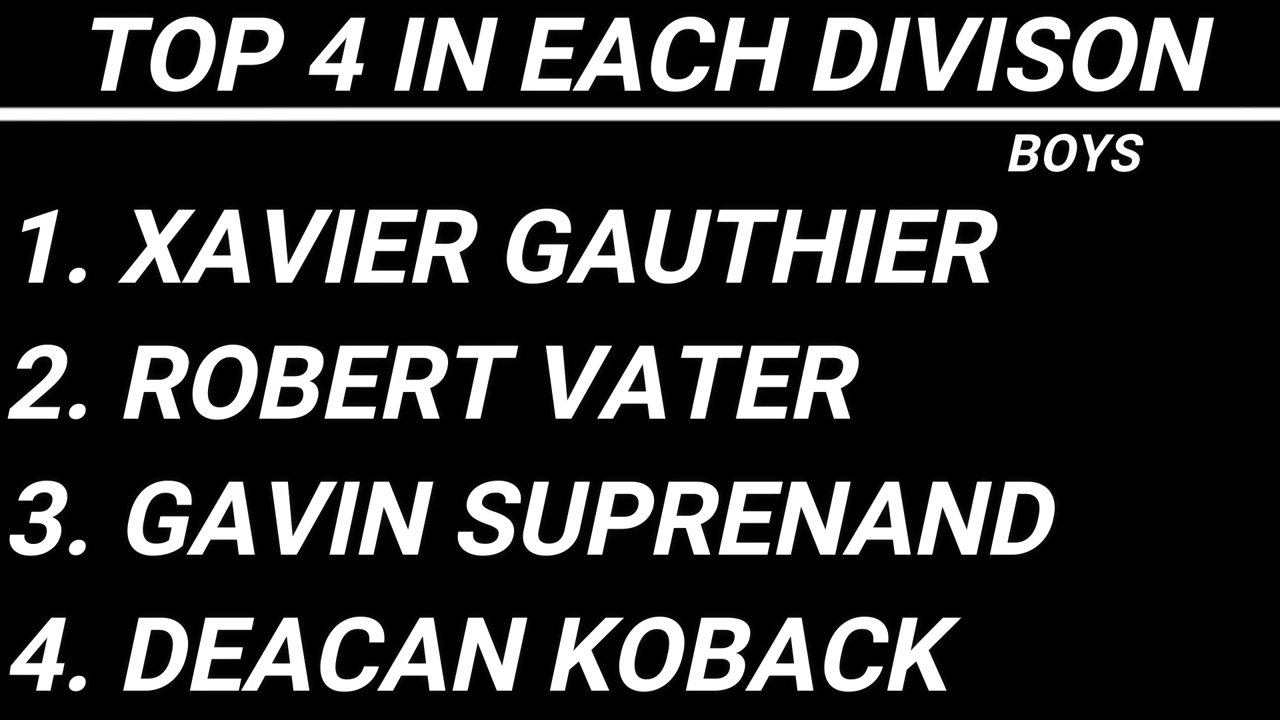 TOP 4 IN EACH DIVISON
BOYS
1. XAVIER GAUTHIER
2. ROBERT VATER
3. GAVIN SUPRENAND
4. DEACAN KOBACK